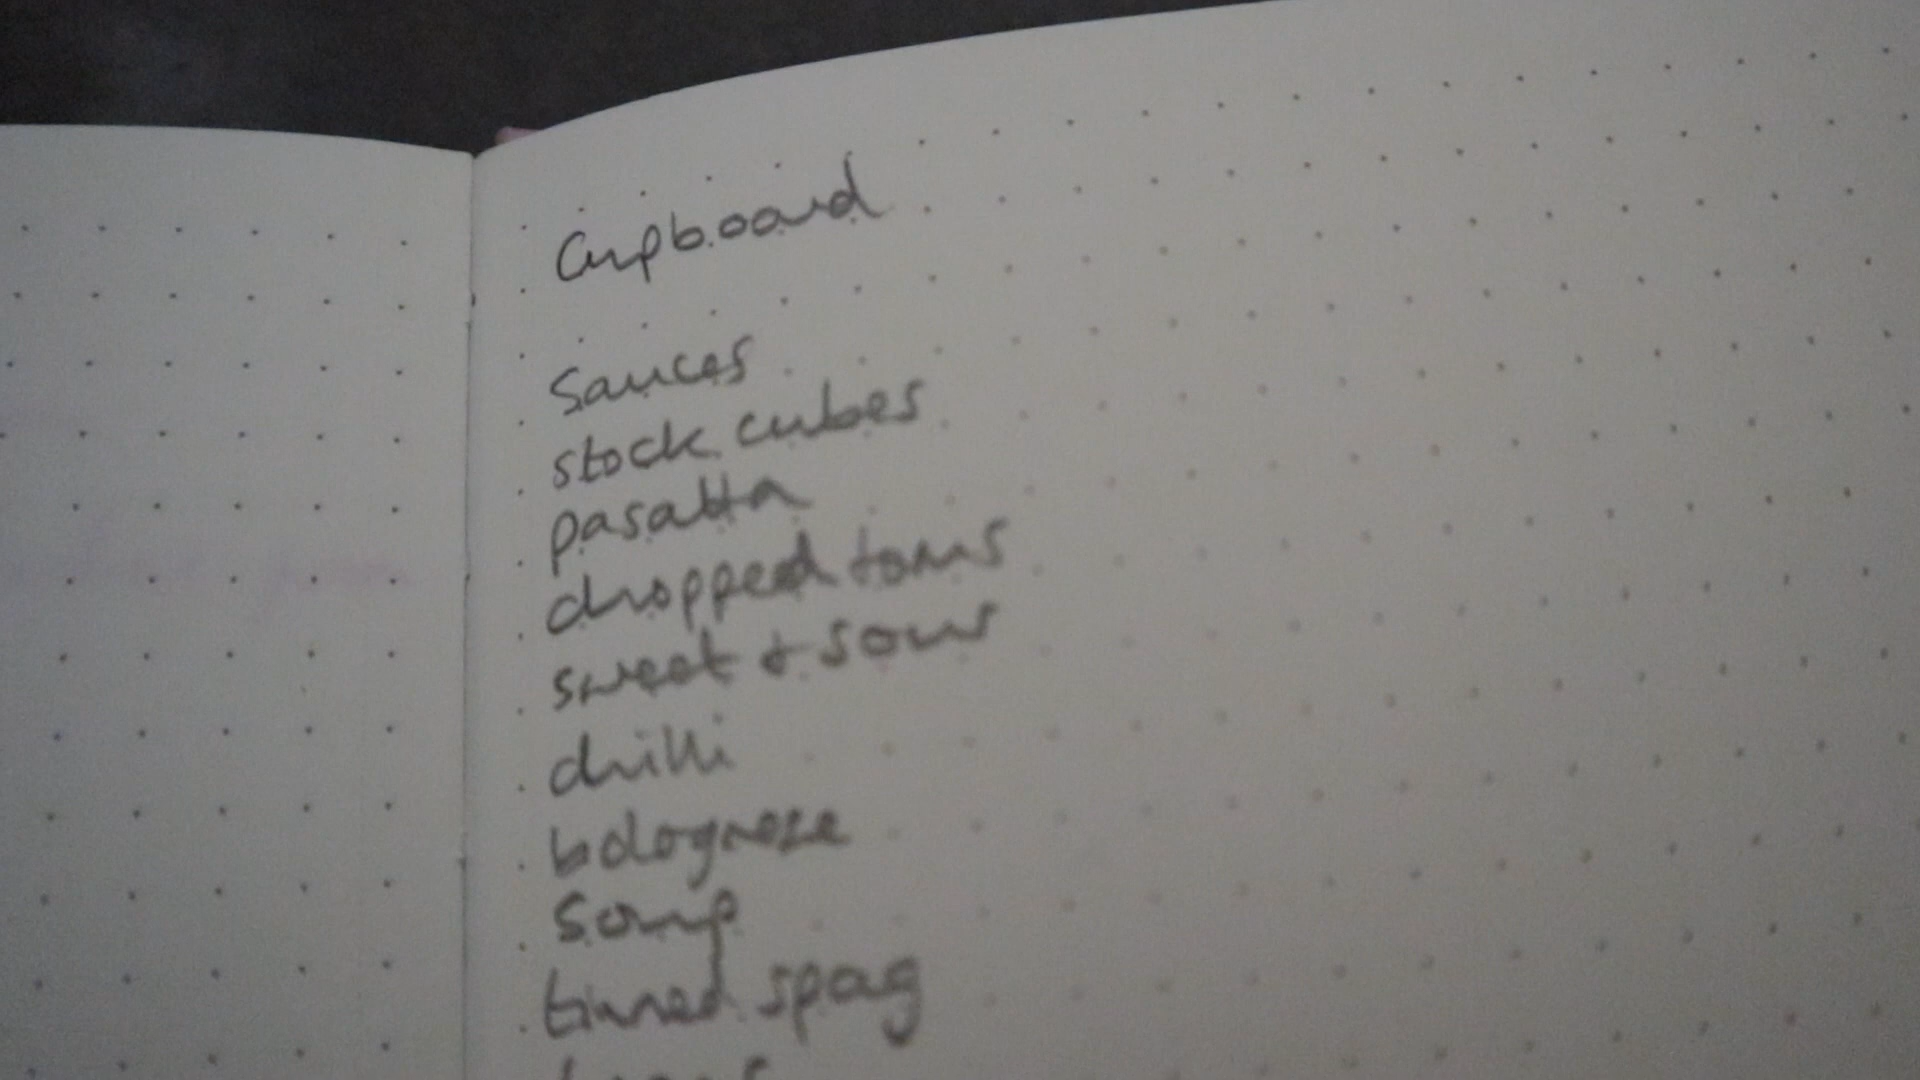 Cupboard
Sauces
stock cubes
pasatta
chopped toms
sweet + sour
chilli
bolognese
soup
tinned spag